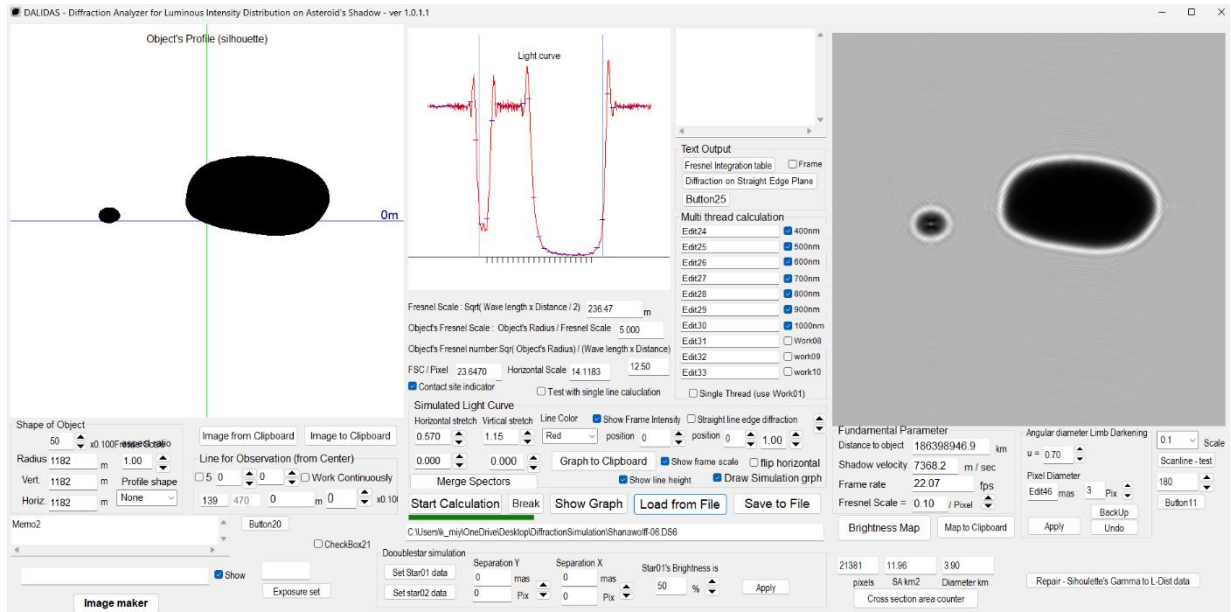 DALIDAS - Diffraction Analyzer for Luminous Intensity Distribution on Asteroid's Shadow - ver 1.0.1.1
Object's Profile (silhouette)
0m
Light curve
Text Output
Fresnel Integration table
Frame
Diffraction on Straight Edge Plane
Button25
Multi thread calculation
Edit24 400nm
Edit25 500nm
Edit26 600nm
Edit27 700nm
Edit28 800nm
Edit29 900nm
Edit30 1000nm
Edit31 Work08
Edit32 work09
Edit33 work10
Single Thread (use Work01)
Fresnel Scale : Sqrt( Wave length x Distance / 2) 236.47 m
Object's Fresnel Scale : Object's Radius / Fresnel Scale 5.000
Object's Fresnel number:Sqr( Object's Radius) / (Wave length x Distance)
12.50
FSC / Pixel 23.6470 Horizontal Scale 14.1183
Contact site indicator
Test with single line caluclation
Simulated Light Curve
Horizontal stretch Virtical stretch Line Color Show Frame Intensity Straight line edge diffraction
0.570 1.15 Red position 0 position 0 1.00
0.000 0.000 Graph to Clipboard Show frame scale flip horizontal
Merge Spectors Show line height Draw Simulation grph
Start Calculation Break Show Graph Load from File Save to File
C:\Users\k_miy\OneDrive\Desktop\DiffractionSimulation\Shanawolff-06.DS6
Shape of Object
50 x0.100 aspect ratio
Radius 1182 m 1.00
Vert. 1182 m Profile shape
Horiz. 1182 m None
Image from Clipboard Image to Clipboard
Line for Observation (from Center)
5 0 0 Work Continuously
139 470 0 m 0 x0.10
Memo2
Button20
CheckBox21
Show
Exposure set
Image maker
Dooublestar simulation
Set Star01 data
Set star02 data
Separation Y
0 mas
0 Pix
Separation X
0 mas
0 Pix
Star01's Brightness is
50 %
Apply
Fundamental Parameter
Distance to object 186398946.9 km
Shadow velocity 7368.2 m / sec
Frame rate 22.07 fps
Fresnel Scale = 0.10 / Pixel
Brightness Map Map to Clipboard
Angular diameter Limb Darkening
u = 0.70
Pixel Diameter
Edit46 mas 3 Pix
BackUp
Apply Undo
0.1 Scale
Scanline - test
180
Button11
21381 11.96 3.90
pixels SA km2 Diameter km
Cross section area counter
Repair - Sihoulette's Gamma to L-Dist data